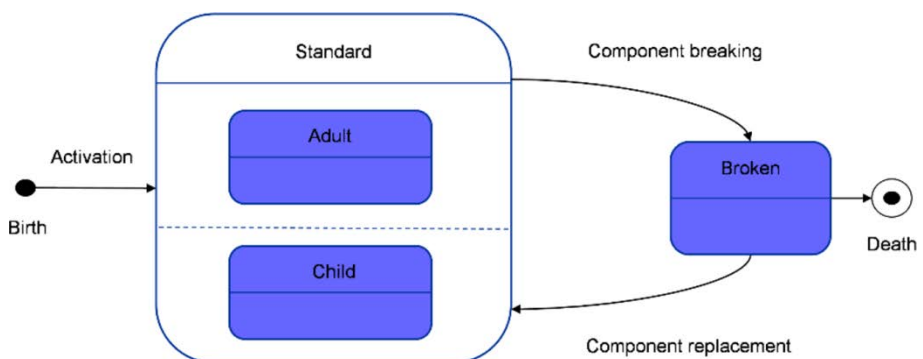 Standard
Component breaking
Adult
Activation
Broken
Birth
Death
Child
Component replacement